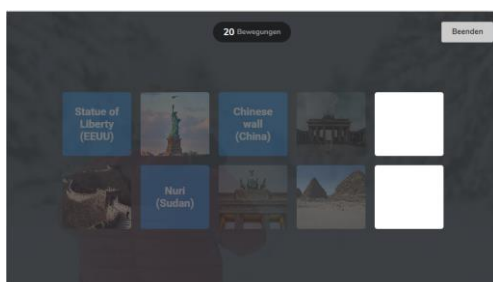 20 Bewegungen
Beenden
Statue of
Liberty
(EEUU)
Chinese
wall
(China)
Nuri
(Sudan)